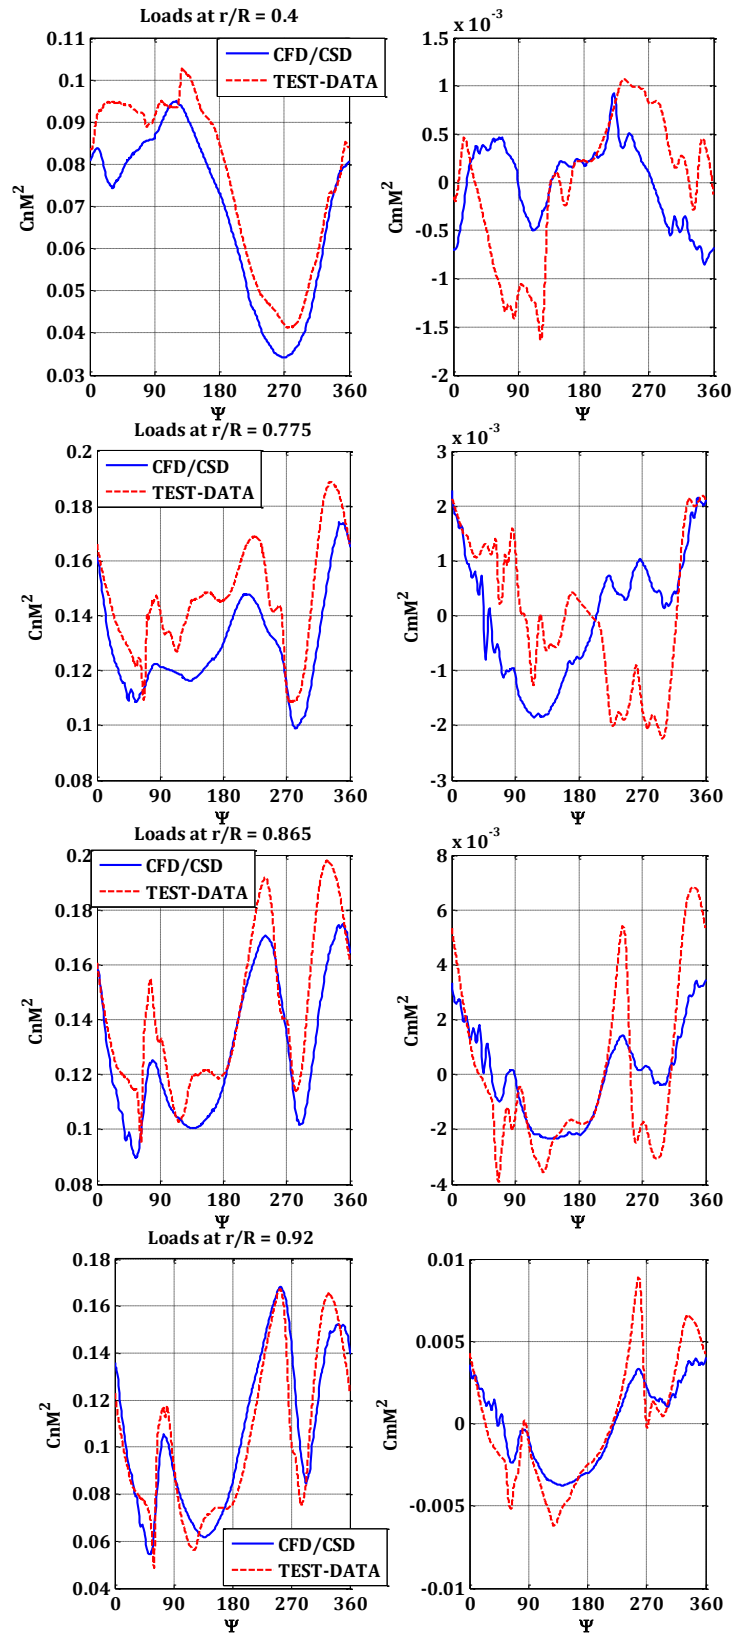 Loads at r/R = 0.4
0.11
0.1
0.09
0.08
0.07
0.06
0.05
0.04
0.03
CnM²
0 90 180 270 360
Ψ
CFD/CSD
TEST-DATA
x 10⁻³
1.5
1
0.5
0
-0.5
-1
-1.5
-2
CmM²
0 90 180 270 360
Ψ
Loads at r/R = 0.775
0.2
0.18
0.16
0.14
0.12
0.1
0.08
CnM²
0 90 180 270 360
Ψ
CFD/CSD
TEST-DATA
x 10⁻³
3
2
1
0
-1
-2
-3
CmM²
0 90 180 270 360
Ψ
Loads at r/R = 0.865
0.2
0.18
0.16
0.14
0.12
0.1
0.08
CnM²
0 90 180 270 360
Ψ
CFD/CSD
TEST-DATA
x 10⁻³
8
6
4
2
0
-2
-4
CmM²
0 90 180 270 360
Ψ
Loads at r/R = 0.92
0.18
0.16
0.14
0.12
0.1
0.08
0.06
0.04
CnM²
0 90 180 270 360
Ψ
CFD/CSD
TEST-DATA
0.01
0.005
0
-0.005
-0.01
CmM²
0 90 180 270 360
Ψ